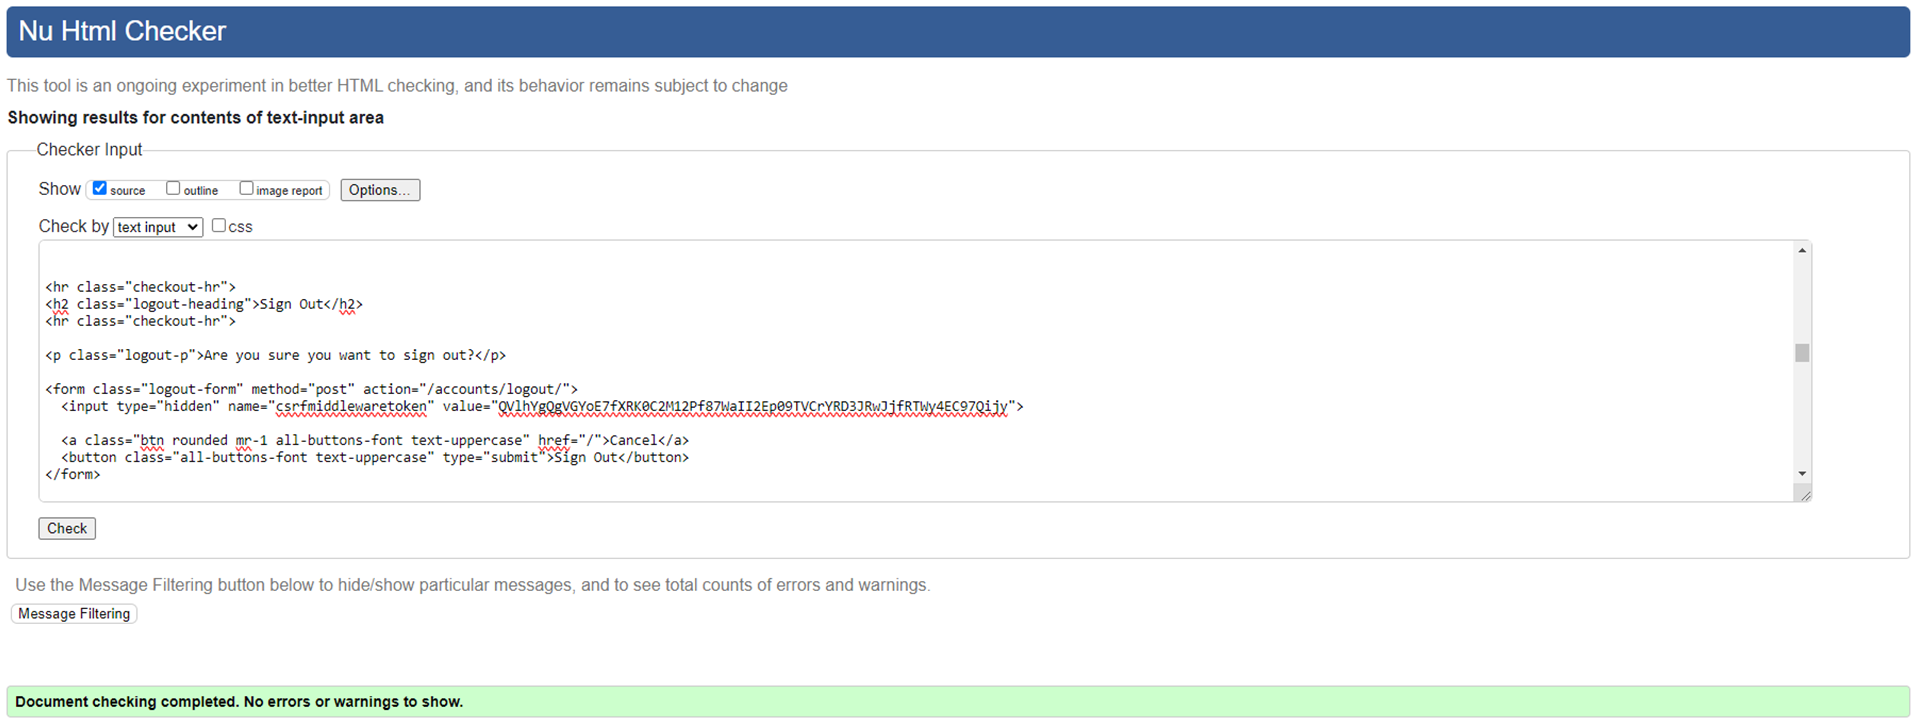 Nu Html Checker
This tool is an ongoing experiment in better HTML checking, and its behavior remains subject to change
Showing results for contents of text-input area
Checker Input
Show source outline image report Options...
Check by text input css
<hr class="checkout-hr">
<h2 class="logout-heading">Sign Out</h2>
<hr class="checkout-hr">
<p class="logout-p">Are you sure you want to sign out?</p>
<form class="logout-form" method="post" action="/accounts/logout/">
<input type="hidden" name="csrfmiddlewaretoken" value="QVlhYgQgVGYoE7fXRK0C2M12Pf87WaII2Ep09TVCrYRD3JRwJjfRTWy4EC97Qijy">
<a class="btn rounded mr-1 all-buttons-font text-uppercase" href="/">Cancel</a>
<button class="all-buttons-font text-uppercase" type="submit">Sign Out</button>
</form>
Check
Use the Message Filtering button below to hide/show particular messages, and to see total counts of errors and warnings.
Message Filtering
Document checking completed. No errors or warnings to show.